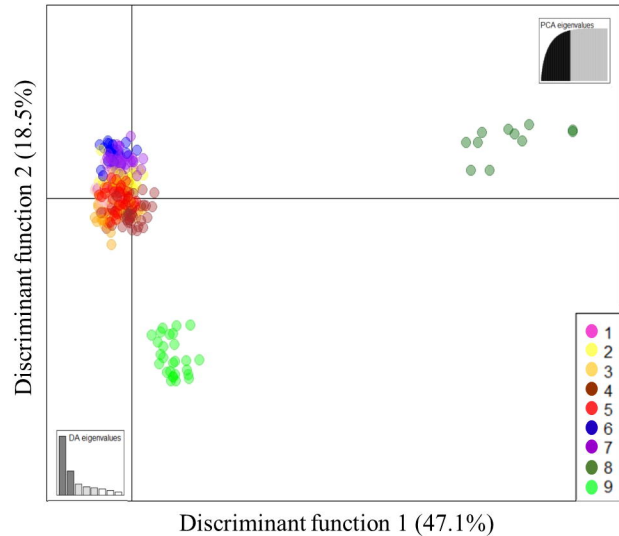 PCA eigenvalues
Discriminant function 2 (18.5%)
1
2
3
4
5
6
7
8
9
DA eigenvalues
Discriminant function 1 (47.1%)